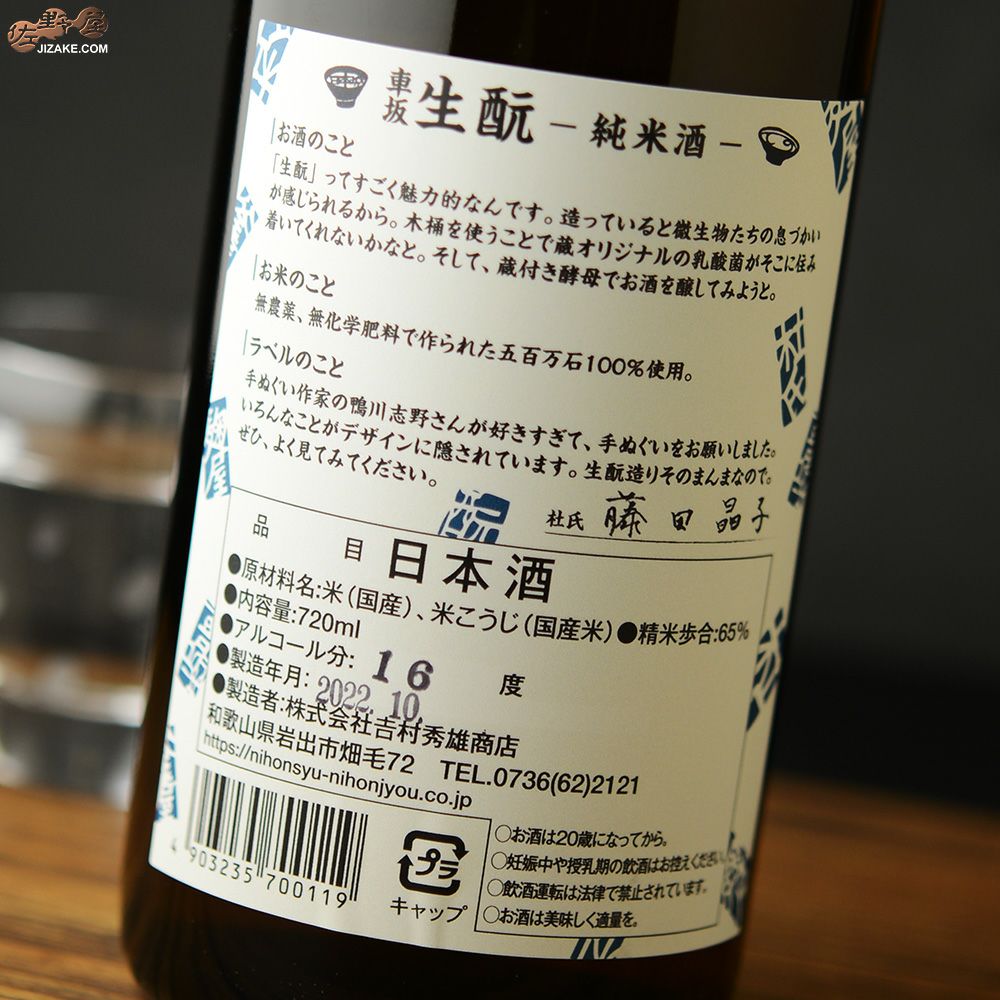 佐野屋
JIZAKE.COM
車坂 生酛 －純米酒－
お酒のこと
「生酛」ってすごく魅力的なんです。造っていると微生物たちの息づかい
が感じられるから。木桶を使うことで蔵オリジナルの乳酸菌がそこに住み
着いてくれないかなと。そして、蔵付き酵母でお酒を醸してみようと。
お米のこと
無農薬、無化学肥料で作られた五百万石100%使用。
ラベルのこと
手ぬぐい作家の鴨川志野さんが好きすぎて、手ぬぐいをお願いしました。
いろんなことがデザインに隠されています。生酛造りそのまんまなので。
ぜひ、よく見てみてください。
杜氏 藤田晶子
品目 日本酒
●原材料名:米(国産)、米こうじ(国産米)●精米歩合:65%
●内容量:720ml
●アルコール分: 16 度
●製造年月: 2022.10.
●製造者:株式会社吉村秀雄商店
和歌山県岩出市畑毛72 TEL.0736(62)2121
https://nihonsyu-nihonjyou.co.jp
4 903235 700119
プラ
キャップ
○お酒は20歳になってから。
○妊娠中や授乳期の飲酒はお控えください。
○飲酒運転は法律で禁止されています。
○お酒は美味しく適量を。